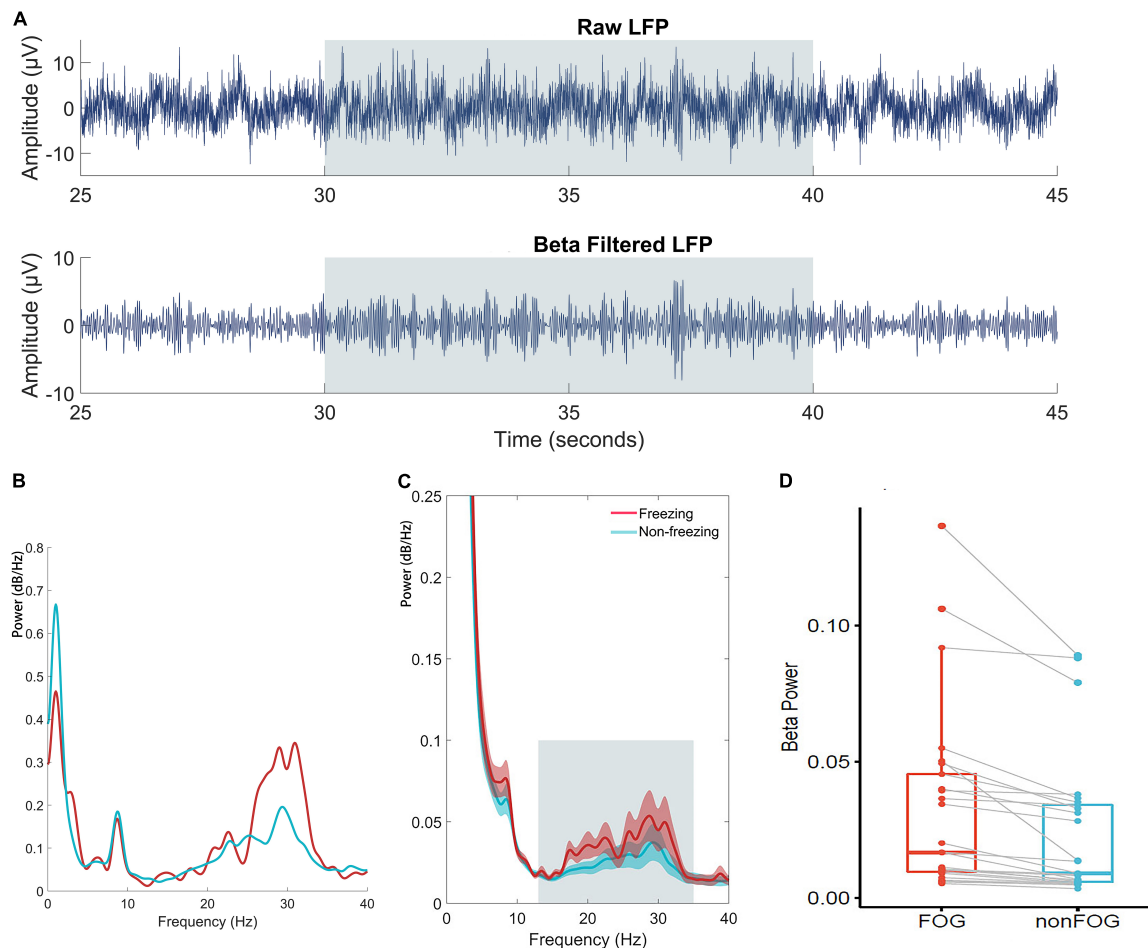 A
Raw LFP
Amplitude (µV)
10
0
-10
25 30 35 40 45
Beta Filtered LFP
Amplitude (µV)
10
0
-10
25 30 35 40 45
Time (seconds)
B
Power (dB/Hz)
0.8
0.7
0.6
0.5
0.4
0.3
0.2
0.1
0
0 10 20 30 40
Frequency (Hz)
C
Power (dB/Hz)
0.25
0.2
0.15
0.1
0.05
0
Freezing
Non-freezing
0 10 20 30 40
Frequency (Hz)
D
Beta Power
0.10
0.05
0.00
FOG nonFOG